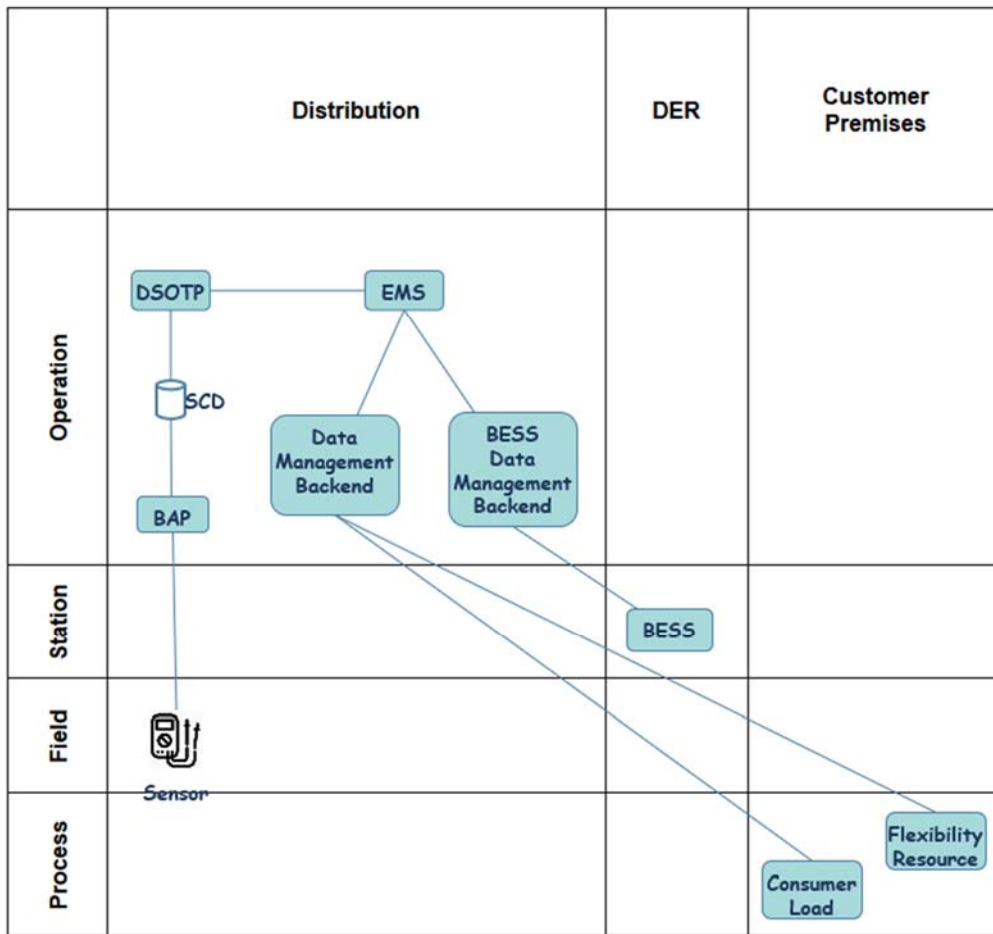 Distribution
DER
Customer
Premises
Operation
DSOTP
EMS
SCD
Data
Management
Backend
BESS
Data
Management
Backend
BAP
Station
BESS
Field
Sensor
Process
Flexibility
Resource
Consumer
Load